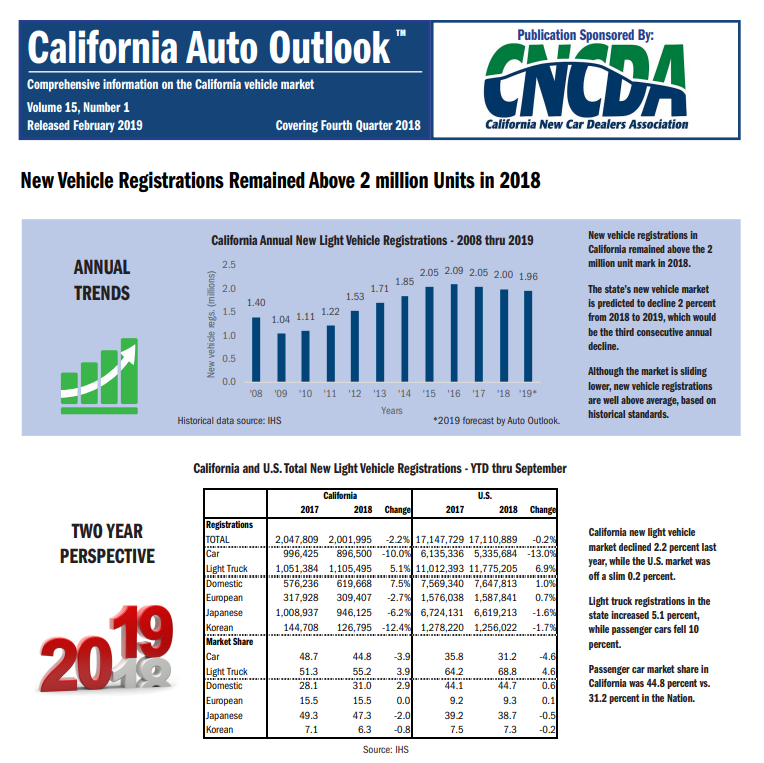 California Auto Outlook™
Comprehensive information on the California vehicle market
Volume 15, Number 1
Released February 2019
Covering Fourth Quarter 2018
Publication Sponsored By:
CNCDA
California New Car Dealers Association
New Vehicle Registrations Remained Above 2 million Units in 2018
ANNUAL
TRENDS
California Annual New Light Vehicle Registrations - 2008 thru 2019
New vehicle regs. (millions)
2.5
2.0
1.5
1.0
0.5
0.0
1.40 1.04 1.11 1.22 1.53 1.71 1.85 2.05 2.09 2.05 2.00 1.96
'08 '09 '10 '11 '12 '13 '14 '15 '16 '17 '18 '19*
Years
Historical data source: IHS
*2019 forecast by Auto Outlook.
New vehicle registrations in
California remained above the 2
million unit mark in 2018.
The state's new vehicle market
is predicted to decline 2 percent
from 2018 to 2019, which would
be the third consecutive annual
decline.
Although the market is sliding
lower, new vehicle registrations
are well above average, based on
historical standards.
California and U.S. Total New Light Vehicle Registrations - YTD thru September
TWO YEAR
PERSPECTIVE
2019
18
California U.S.
2017 2018 Change 2017 2018 Change
Registrations
TOTAL 2,047,809 2,001,995 -2.2% 17,147,729 17,110,889 -0.2%
Car 996,425 896,500 -10.0% 6,135,336 5,335,684 -13.0%
Light Truck 1,051,384 1,105,495 5.1% 11,012,393 11,775,205 6.9%
Domestic 576,236 619,668 7.5% 7,569,340 7,647,813 1.0%
European 317,928 309,407 -2.7% 1,576,038 1,587,841 0.7%
Japanese 1,008,937 946,125 -6.2% 6,724,131 6,619,213 -1.6%
Korean 144,708 126,795 -12.4% 1,278,220 1,256,022 -1.7%
Market Share
Car 48.7 44.8 -3.9 35.8 31.2 -4.6
Light Truck 51.3 55.2 3.9 64.2 68.8 4.6
Domestic 28.1 31.0 2.9 44.1 44.7 0.6
European 15.5 15.5 0.0 9.2 9.3 0.1
Japanese 49.3 47.3 -2.0 39.2 38.7 -0.5
Korean 7.1 6.3 -0.8 7.5 7.3 -0.2
Source: IHS
California new light vehicle
market declined 2.2 percent last
year, while the U.S. market was
off a slim 0.2 percent.
Light truck registrations in the
state increased 5.1 percent,
while passenger cars fell 10
percent.
Passenger car market share in
California was 44.8 percent vs.
31.2 percent in the Nation.